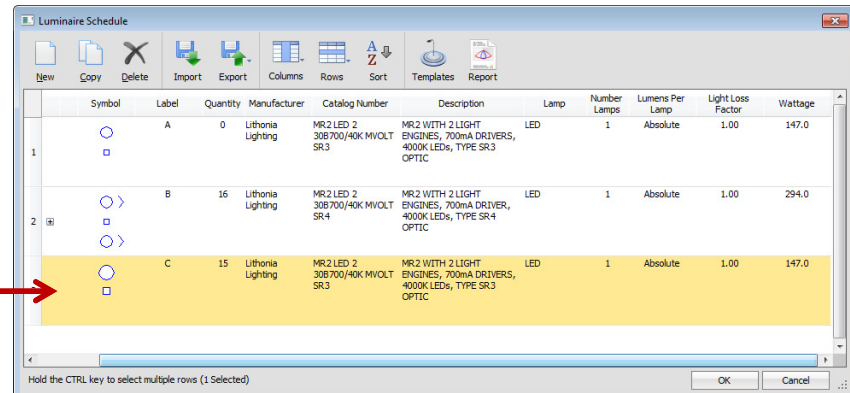 Luminaire Schedule
New Copy Delete Import Export Columns Rows Sort Templates Report
Symbol Label Quantity Manufacturer Catalog Number Description Lamp Number Lamps Lumens Per Lamp Light Loss Factor Wattage
1 A 0 Lithonia Lighting MR2 LED 2 30B700/40K MVOLT SR3 MR2 WITH 2 LIGHT ENGINES, 700mA DRIVERS, 4000K LEDs, TYPE SR3 OPTIC LED 1 Absolute 1.00 147.0
2 B 16 Lithonia Lighting MR2 LED 2 30B700/40K MVOLT SR4 MR2 WITH 2 LIGHT ENGINES, 700mA DRIVER, 4000K LEDs, TYPE SR4 OPTIC LED 1 Absolute 1.00 294.0
C 15 Lithonia Lighting MR2 LED 2 30B700/40K MVOLT SR3 MR2 WITH 2 LIGHT ENGINES, 700mA DRIVERS, 4000K LEDs, TYPE SR3 OPTIC LED 1 Absolute 1.00 147.0
Hold the CTRL key to select multiple rows (1 Selected) OK Cancel